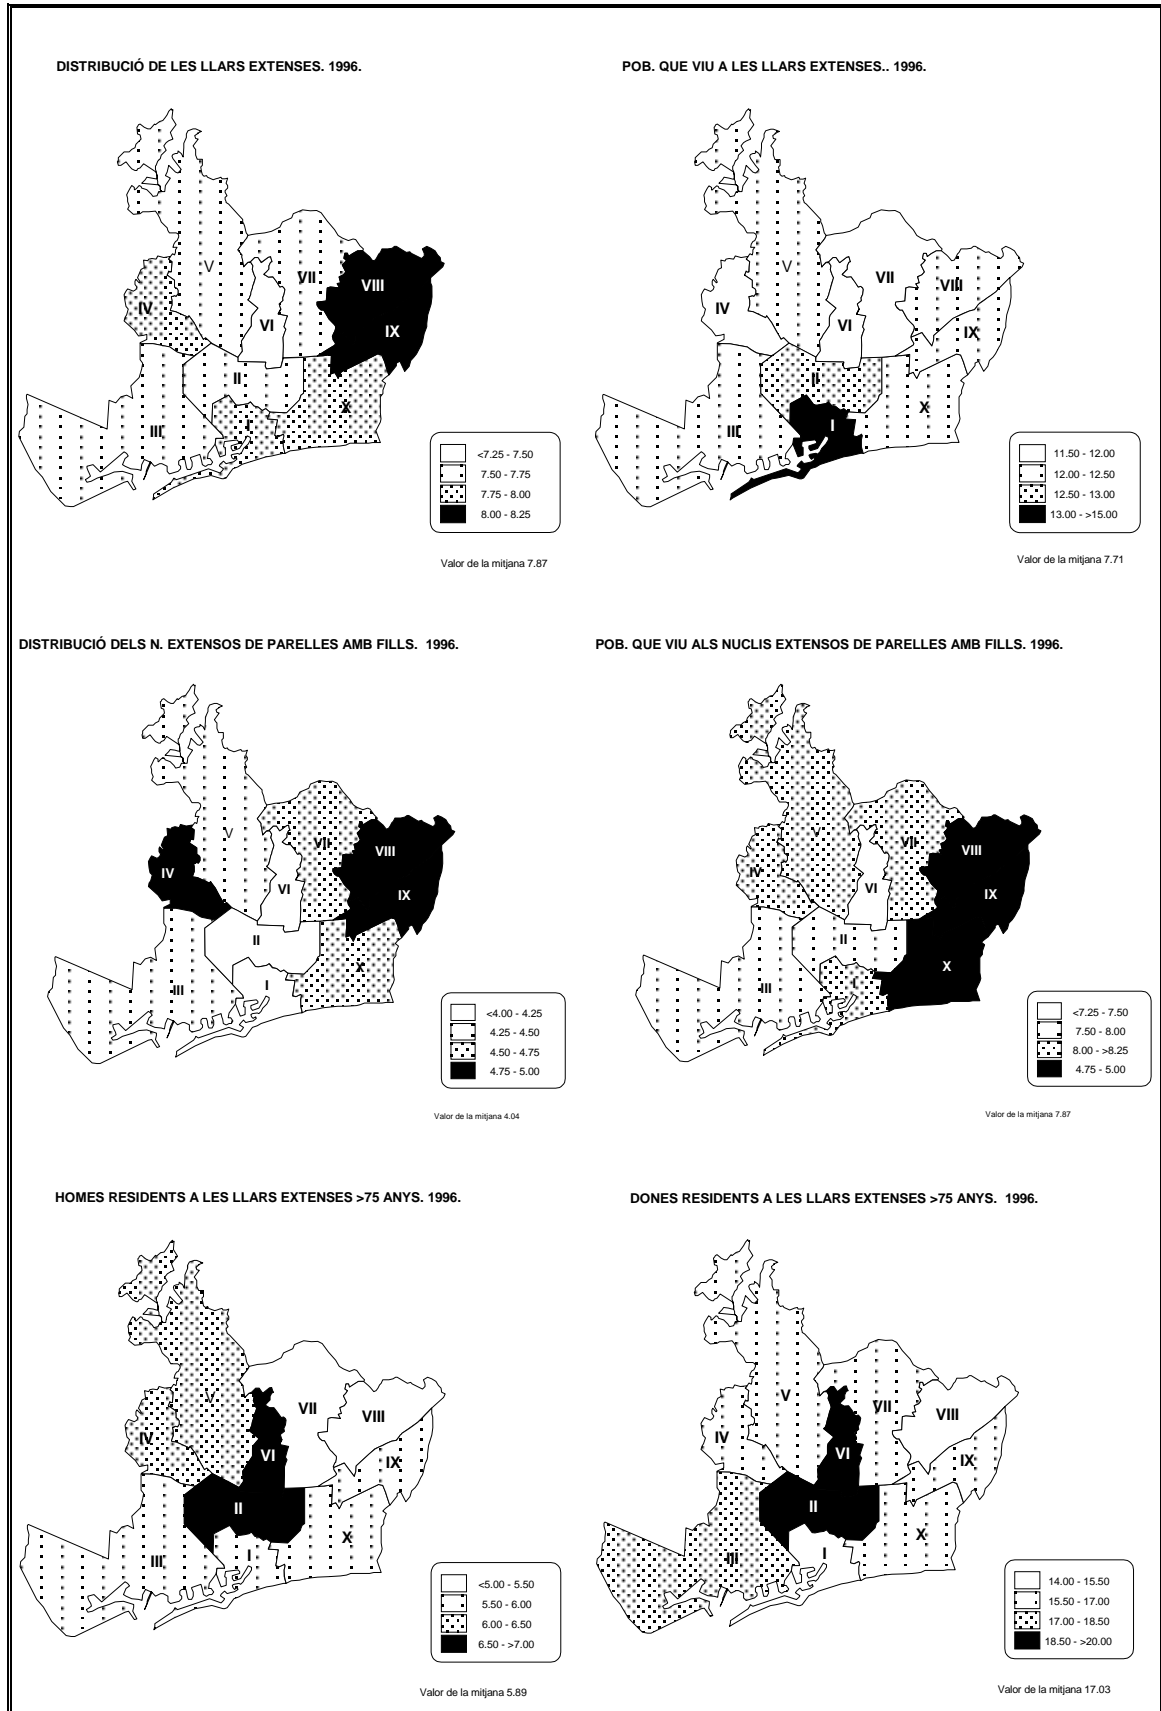 DISTRIBUCIÓ DE LES LLARS EXTENSES. 1996.
V
VII
VIII
IV
VI
IX
II
X
III
I
<7.25 - 7.50
7.50 - 7.75
7.75 - 8.00
8.00 - 8.25
Valor de la mitjana 7.87
POB. QUE VIU A LES LLARS EXTENSES.. 1996.
V
VII
VIII
IV
VI
IX
II
X
III
I
11.50 - 12.00
12.00 - 12.50
12.50 - 13.00
13.00 - >15.00
Valor de la mitjana 7.71
DISTRIBUCIÓ DELS N. EXTENSOS DE PARELLES AMB FILLS. 1996.
V
VII
VIII
IV
VI
IX
II
X
III
I
<4.00 - 4.25
4.25 - 4.50
4.50 - 4.75
4.75 - 5.00
Valor de la mitjana 4.04
POB. QUE VIU ALS NUCLIS EXTENSOS DE PARELLES AMB FILLS. 1996.
V
VII
VIII
IV
VI
IX
II
X
III
I
<7.25 - 7.50
7.50 - 8.00
8.00 - >8.25
4.75 - 5.00
Valor de la mitjana 7.87
HOMES RESIDENTS A LES LLARS EXTENSES >75 ANYS. 1996.
V
VII
VIII
IV
VI
IX
II
X
III
I
<5.00 - 5.50
5.50 - 6.00
6.00 - 6.50
6.50 - >7.00
Valor de la mitjana 5.89
DONES RESIDENTS A LES LLARS EXTENSES >75 ANYS. 1996.
V
VII
VIII
IV
VI
IX
II
X
III
I
14.00 - 15.50
15.50 - 17.00
17.00 - 18.50
18.50 - >20.00
Valor de la mitjana 17.03